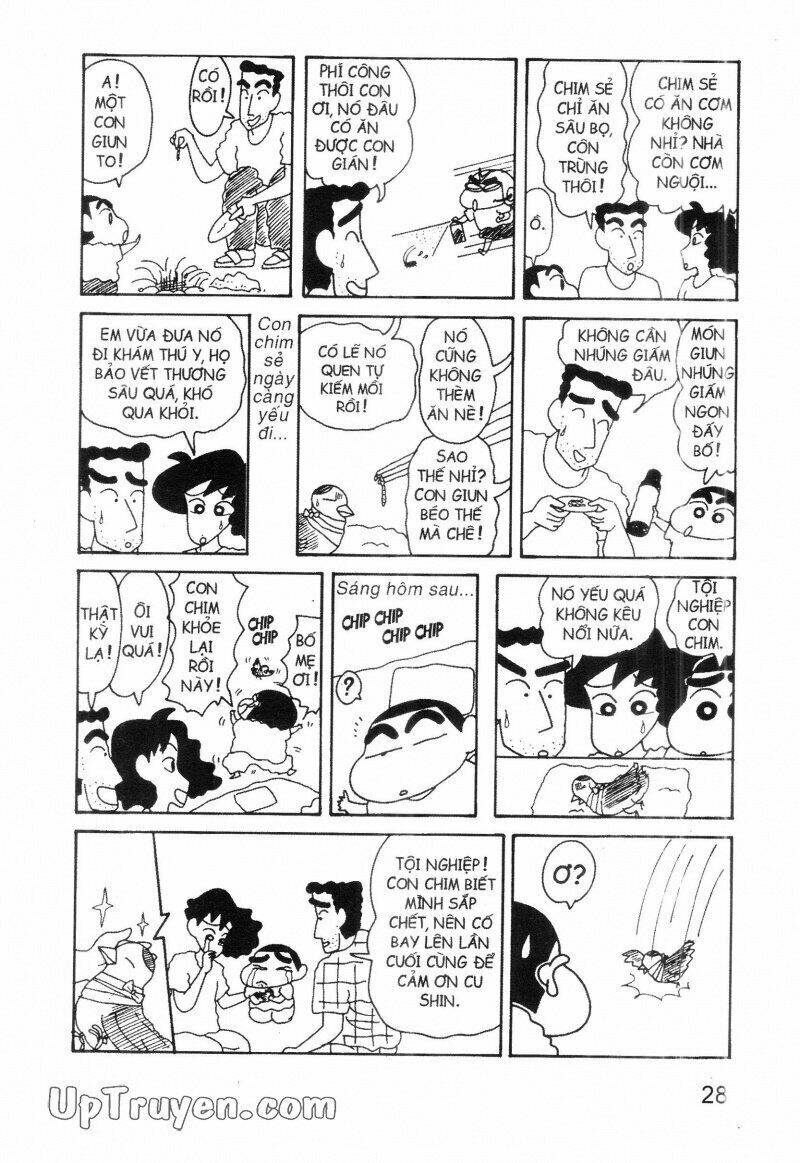 CHIM SẺ
CÓ ĂN CƠM
KHÔNG
NHỈ? NHÀ
CÒN CƠM
NGUỘI...
CHIM SẺ
CHỈ ĂN
SÂU BỌ,
CÔN
TRÙNG
THÔI!
Ồ.
PHÍ CÔNG
THÔI CON
ƠI, NÓ ĐÂU
CÓ ĂN
ĐƯỢC CON
GIÁN!
CÓ
RỒI!
A!
MỘT
CON
GIUN
TO!
MÓN
GIUN
NHÚNG
GIẤM
NGON
ĐẤY
BỐ!
KHÔNG CẦN
NHÚNG GIẤM
ĐÂU.
NÓ
CŨNG
KHÔNG
THÈM
ĂN NÈ!
SAO
THẾ NHỈ?
CON GIUN
BÉO THẾ
MÀ CHÊ!
CÓ LẼ NÓ
QUEN TỰ
KIẾM MỒI
RỒI!
Con
chim
sẻ
ngày
càng
yếu
đi...
EM VỪA ĐƯA NÓ
ĐI KHÁM THÚ Y, HỌ
BẢO VẾT THƯƠNG
SÂU QUÁ, KHÓ
QUA KHỎI.
TỘI
NGHIỆP
CON
CHIM.
NÓ YẾU QUÁ
KHÔNG KÊU
NỔI NỮA.
Sáng hôm sau...
CHIP CHIP
CHIP CHIP
?
BỐ
MẸ
ƠI!
CHIP
CHIP
CON
CHIM
KHỎE
LẠI
RỒI
NÀY!
ÔI
VUI
QUÁ!
THẬT
KỲ
LẠ!
Ơ?
TỘI NGHIỆP!
CON CHIM BIẾT
MÌNH SẮP
CHẾT, NÊN CỐ
BAY LÊN LẦN
CUỐI CÙNG ĐỂ
CẢM ƠN CU
SHIN.
UpTruyen.com
28